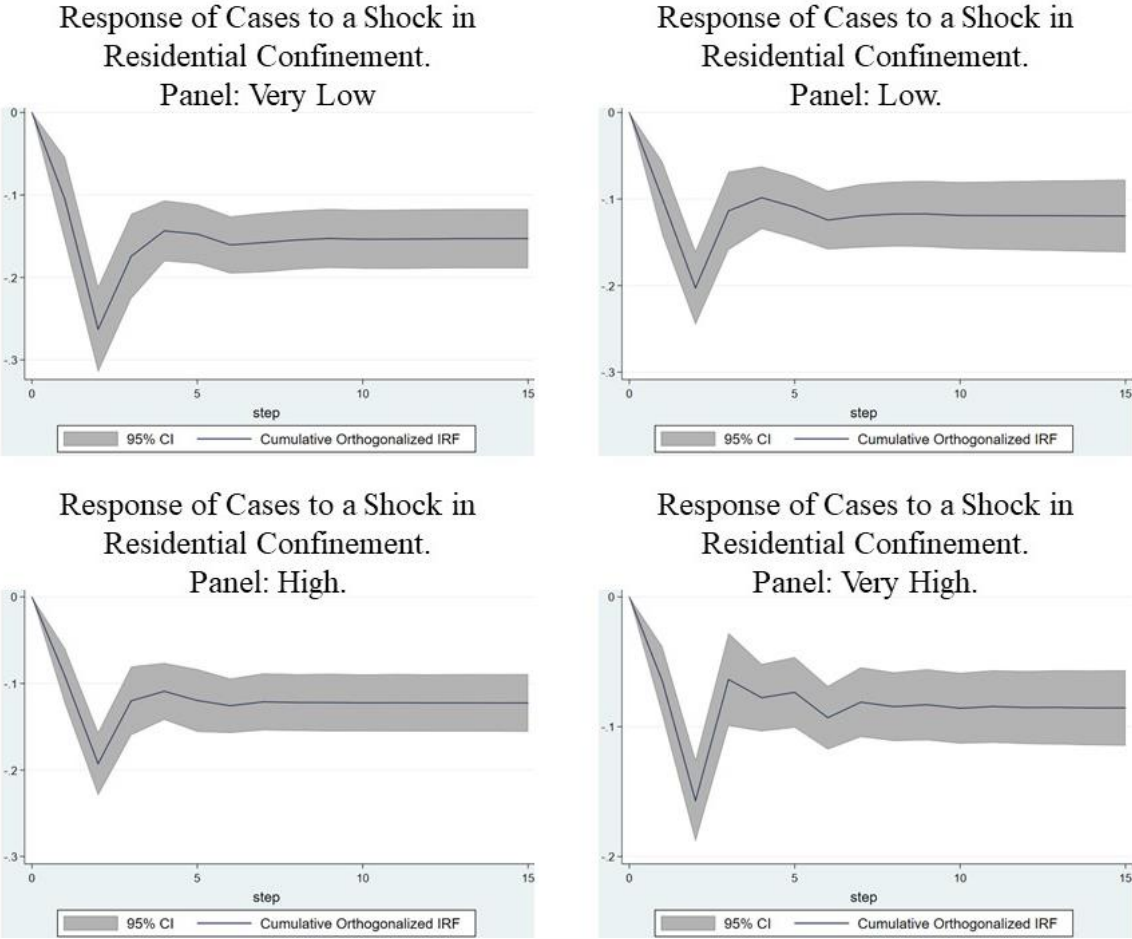 Response of Cases to a Shock in
Residential Confinement.
Panel: Very Low
0
-.1
-.2
-.3
0 5 10 15
step
95% CI Cumulative Orthogonalized IRF
Response of Cases to a Shock in
Residential Confinement.
Panel: Low.
0
-.1
-.2
-.3
0 5 10 15
step
95% CI Cumulative Orthogonalized IRF
Response of Cases to a Shock in
Residential Confinement.
Panel: High.
0
-.1
-.2
-.3
0 5 10 15
step
95% CI Cumulative Orthogonalized IRF
Response of Cases to a Shock in
Residential Confinement.
Panel: Very High.
0
-.1
-.2
0 5 10 15
step
95% CI Cumulative Orthogonalized IRF